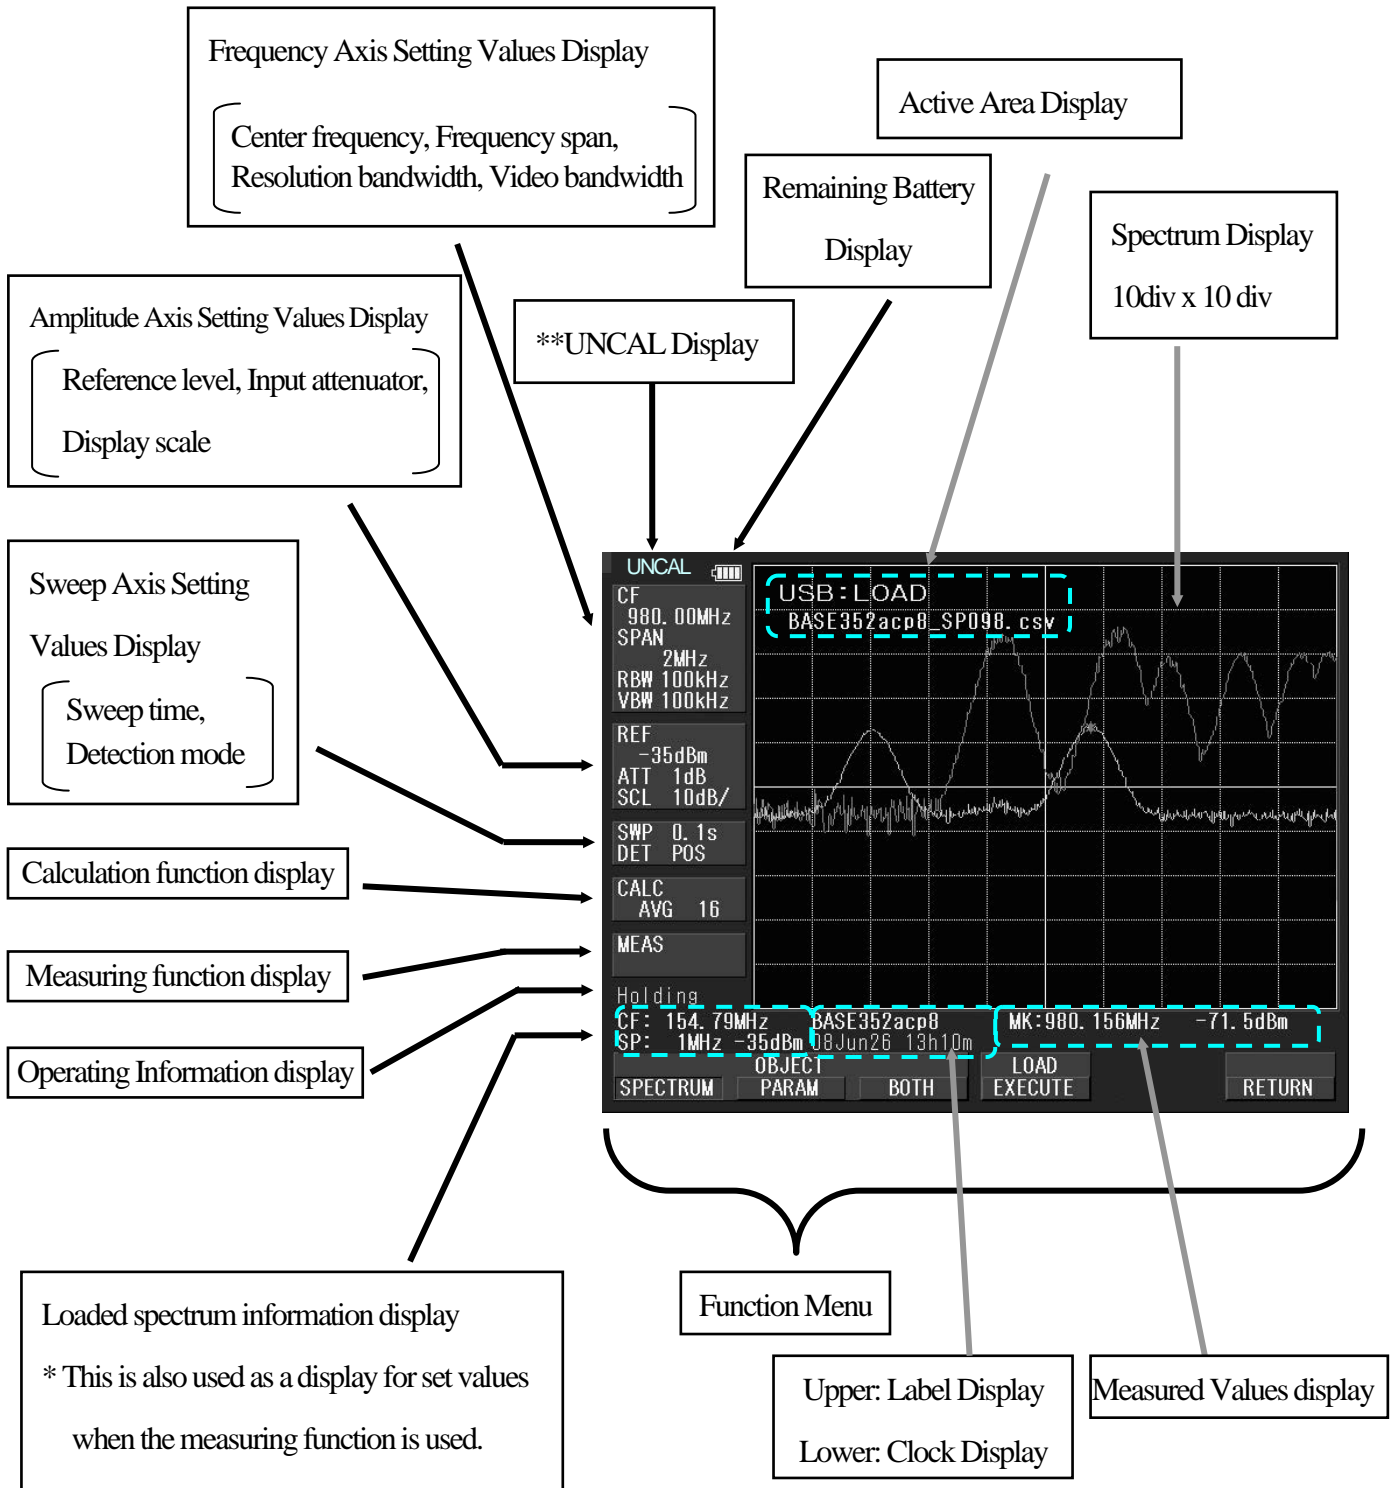 Frequency Axis Setting Values Display
Center frequency, Frequency span,
Resolution bandwidth, Video bandwidth
Active Area Display
Remaining Battery
Display
Spectrum Display
10div x 10 div
Amplitude Axis Setting Values Display
Reference level, Input attenuator,
Display scale
**UNCAL Display
Sweep Axis Setting
Values Display
Sweep time,
Detection mode
Calculation function display
Measuring function display
Operating Information display
UNCAL
CF
980.00MHz
SPAN
2MHz
RBW 100kHz
VBW 100kHz
REF
-35dBm
ATT 1dB
SCL 10dB/
SWP 0.1s
DET POS
CALC
AVG 16
MEAS
Holding
USB:LOAD
BASE352acp8_SP098.csv
CF: 154.79MHz BASE352acp8 MK:980.156MHz -71.5dBm
SP: 1MHz -35dBm 08Jun26 13h10m
OBJECT LOAD
SPECTRUM PARAM BOTH EXECUTE RETURN
Loaded spectrum information display
* This is also used as a display for set values
when the measuring function is used.
Function Menu
Upper: Label Display
Lower: Clock Display
Measured Values display